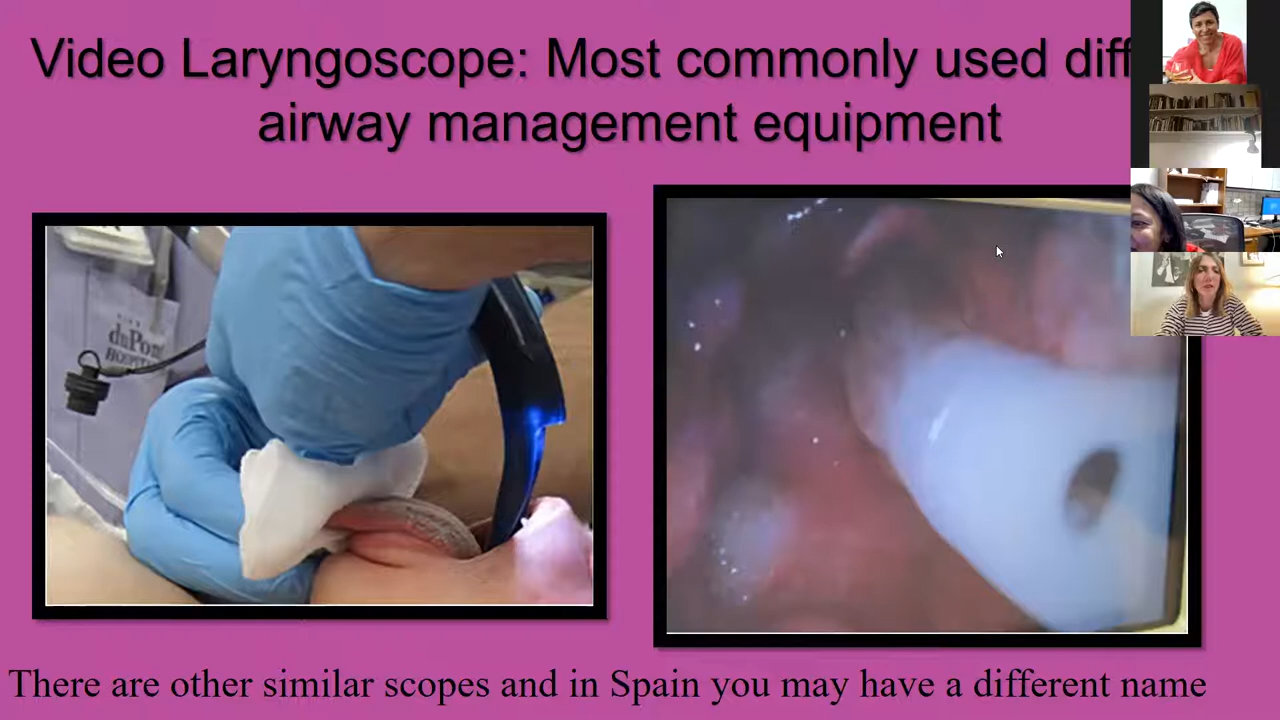 Video Laryngoscope: Most commonly used diff
airway management equipment
duPont
HOSPITAL
There are other similar scopes and in Spain you may have a different name